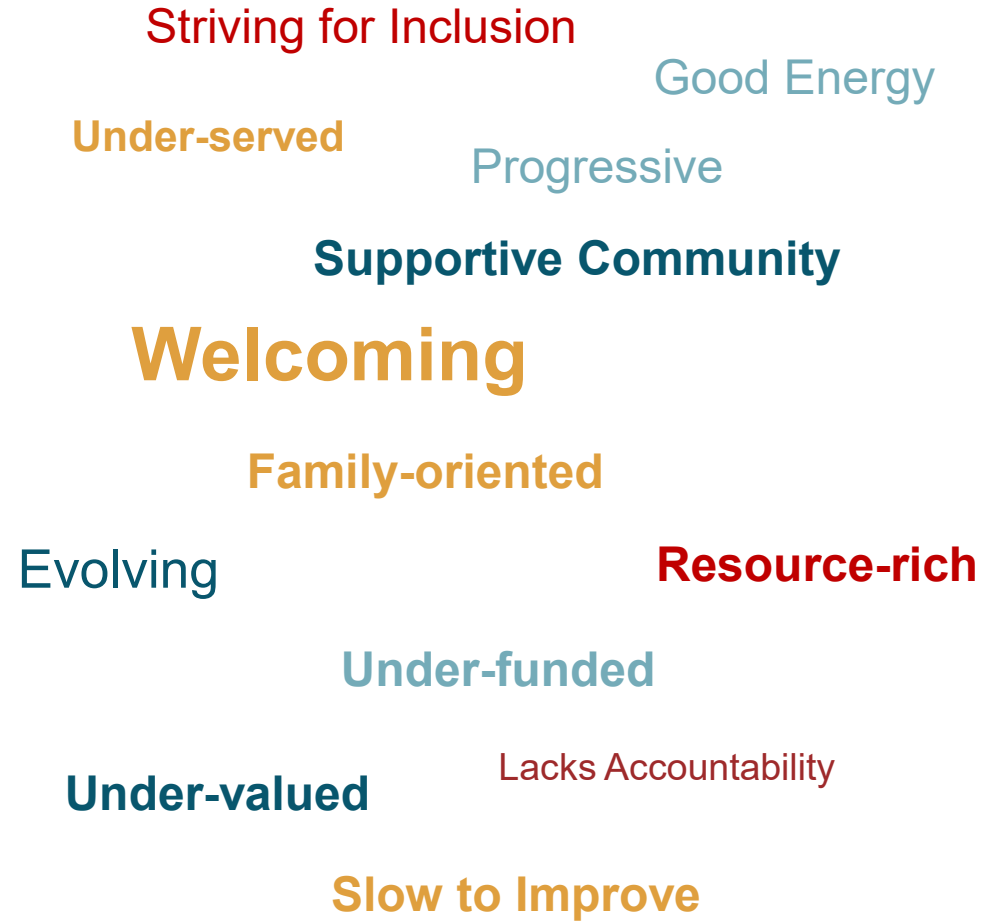 Striving for Inclusion
Good Energy
Under-served
Progressive
Supportive Community
Welcoming
Family-oriented
Evolving
Resource-rich
Under-funded
Lacks Accountability
Under-valued
Slow to Improve